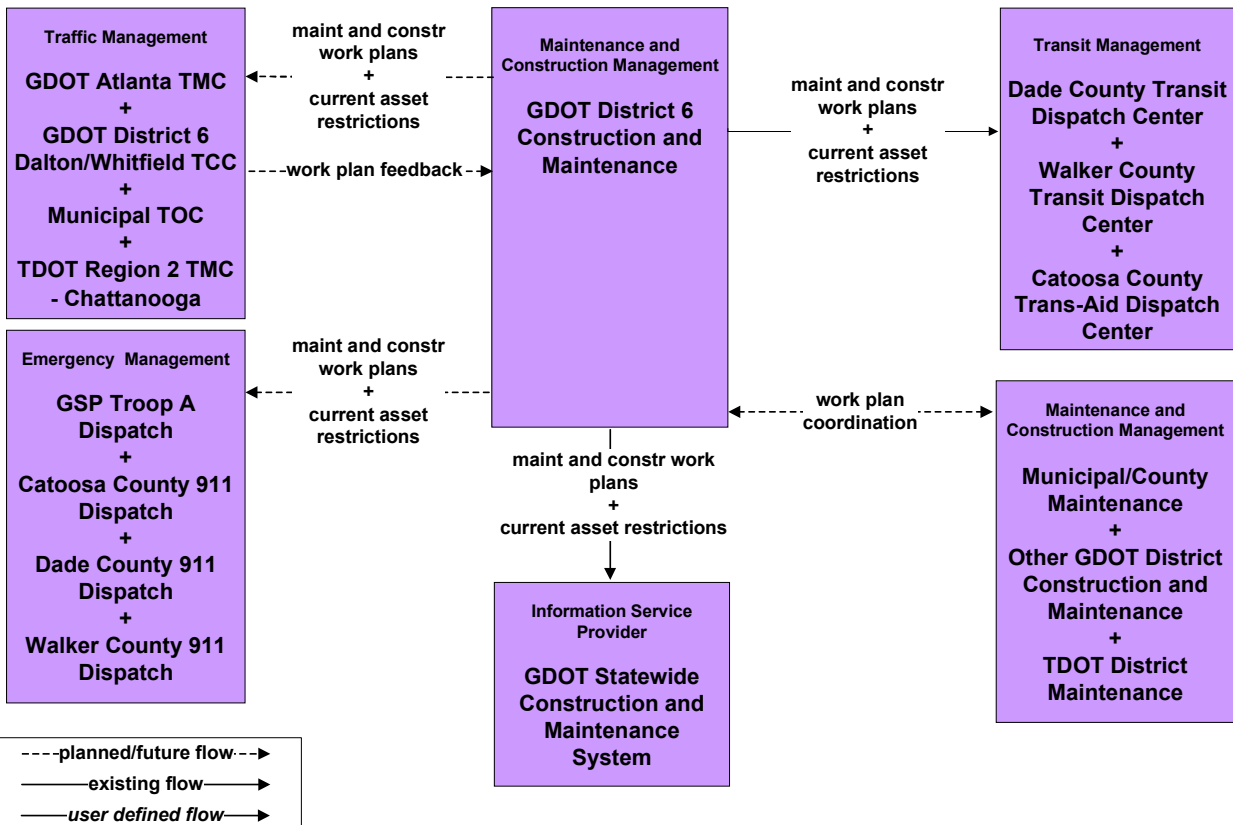 Traffic Management
GDOT Atlanta TMC
+
GDOT District 6
Dalton/Whitfield TCC
+
Municipal TOC
+
TDOT Region 2 TMC
- Chattanooga
maint and constr
work plans
+
current asset
restrictions
work plan feedback
Maintenance and
Construction Management
GDOT District 6
Construction and
Maintenance
maint and constr
work plans
+
current asset
restrictions
Transit Management
Dade County Transit
Dispatch Center
+
Walker County
Transit Dispatch
Center
+
Catoosa County
Trans-Aid Dispatch
Center
Emergency Management
GSP Troop A
Dispatch
+
Catoosa County 911
Dispatch
+
Dade County 911
Dispatch
+
Walker County 911
Dispatch
maint and constr
work plans
+
current asset
restrictions
maint and constr work
plans
+
current asset restrictions
work plan
coordination
Maintenance and
Construction Management
Municipal/County
Maintenance
+
Other GDOT District
Construction and
Maintenance
+
TDOT District
Maintenance
Information Service
Provider
GDOT Statewide
Construction and
Maintenance
System
planned/future flow
existing flow
user defined flow